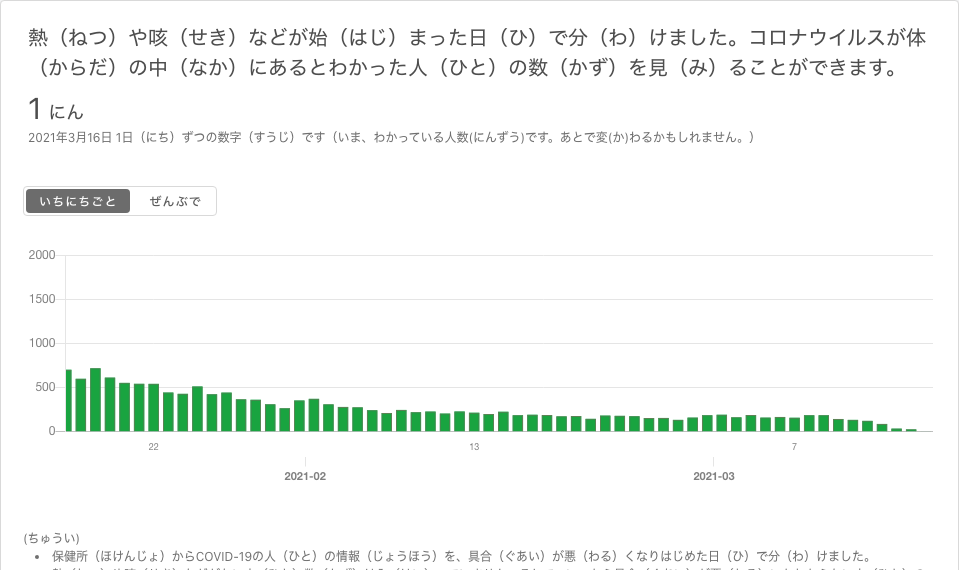 熱（ねつ）や咳（せき）などが始（はじ）まった日（ひ）で分（わ）けました。コロナウイルスが体
（からだ）の中（なか）にあるとわかった人（ひと）の数（かず）を見（み）ることができます。
1 にん
2021年3月16日 1日（にち）ずつの数字（すうじ）です（いま、わかっている人数(にんずう)です。あとで変(か)わるかもしれません。）
いちにちごと ぜんぶで
2000
1500
1000
500
0
22 13 7
2021-02 2021-03
(ちゅうい)
• 保健所（ほけんじょ）からCOVID-19の人（ひと）の情報（じょうほう）を、具合（ぐあい）が悪（わる）くなりはじめた日（ひ）で分（わ）けました。